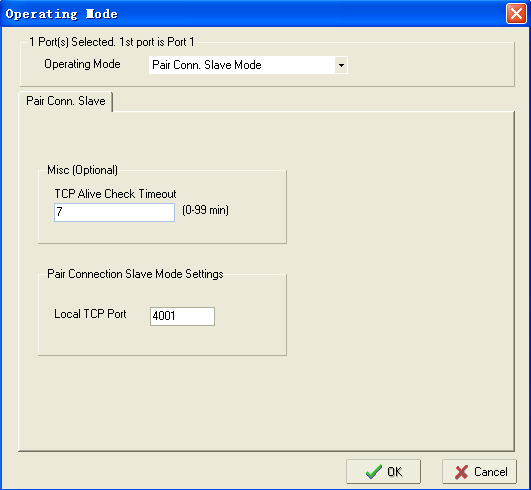 Operating Mode
1 Port(s) Selected. 1st port is Port 1
Operating Mode Pair Conn. Slave Mode
Pair Conn. Slave
Misc (Optional)
TCP Alive Check Timeout
7 (0-99 min)
Pair Connection Slave Mode Settings
Local TCP Port 4001
OK Cancel